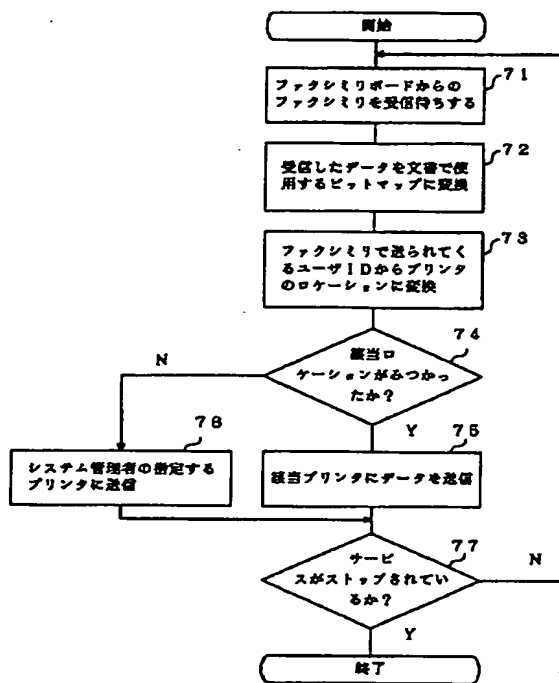 開始
71
ファクシミリボードからの
ファクシミリを受信待ちする
72
受信したデータを文書で使
用するビットマップに変換
73
ファクシミリで送られてく
るユーザIDからプリンタ
のロケーションに変換
74
該当ロ
ケーションがみつかっ
たか?
N
Y
76
システム管理者の指定する
プリンタに送信
75
該当プリンタにデータを送信
77
サービ
スがストップされてい
るか?
N
Y
終了